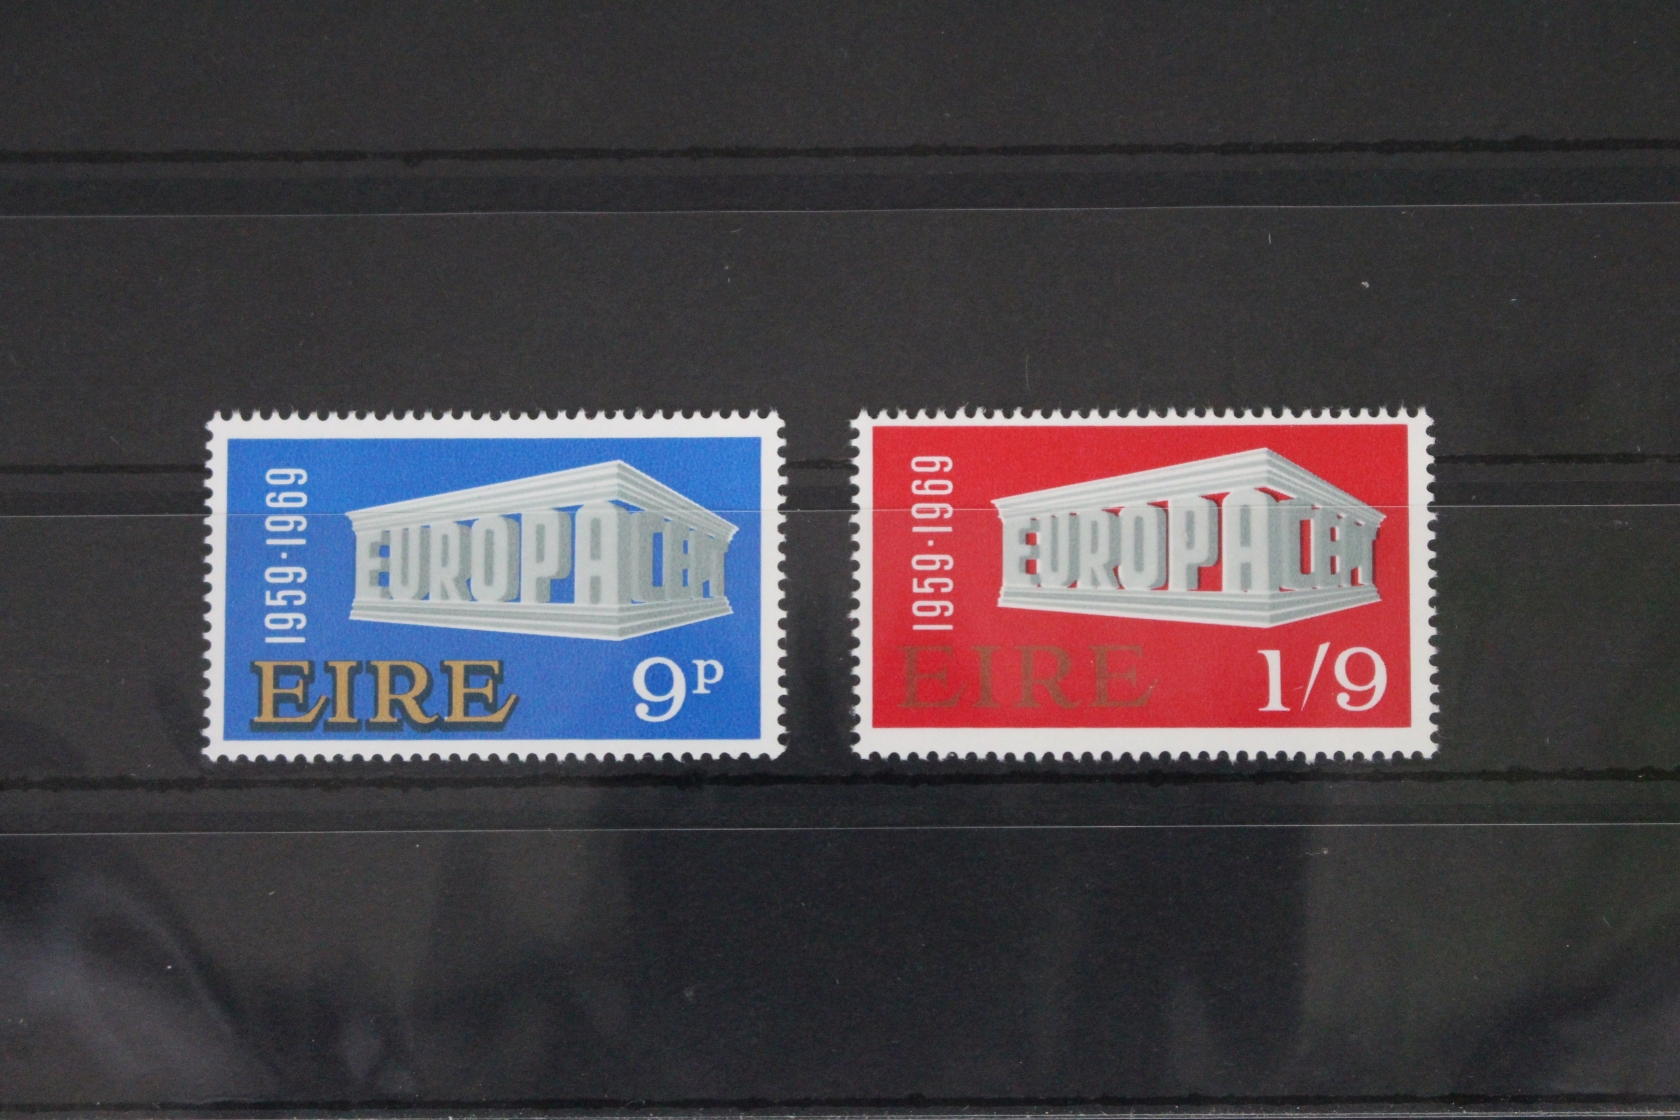 1959·1969
EUROPA CEPT
EIRE
9p
1959·1969
EUROPA CEPT
EIRE
1/9